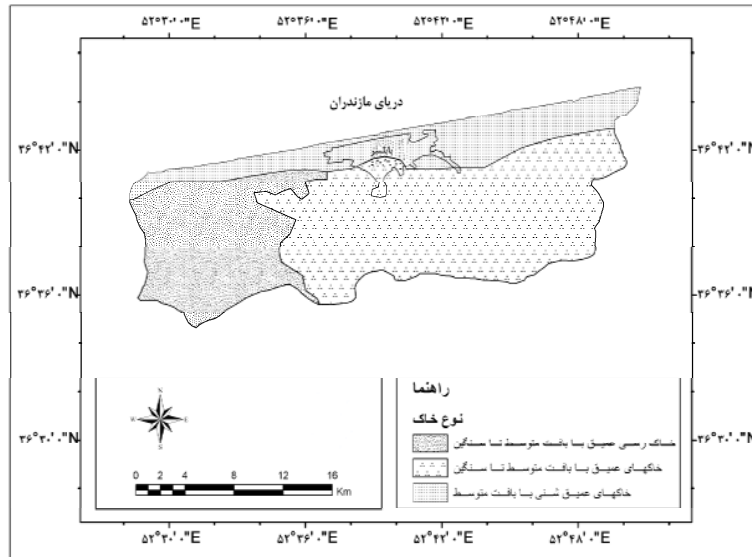 ۵۲°۳۰'۰"E ۵۲°۳۶'۰"E ۵۲°۴۲'۰"E ۵۲°۴۸'۰"E
دریای مازندران
۳۶°۴۲'۰"N ۳۶°۴۲'۰"N
بابلسر
۳۶°۳۶'۰"N ۳۶°۳۶'۰"N
راهنما
نوع خاک
۳۶°۳۰'۰"N ۳۶°۳۰'۰"N
خاک رسی عمیق با بافت متوسط تا سنگین
خاکهای عمیق با بافت متوسط تا سنگین
خاکهای عمیق شنی با بافت متوسط
N
W E
S
0 2 4 8 12 16
Km
۵۲°۳۰'۰"E ۵۲°۳۶'۰"E ۵۲°۴۲'۰"E ۵۲°۴۸'۰"E